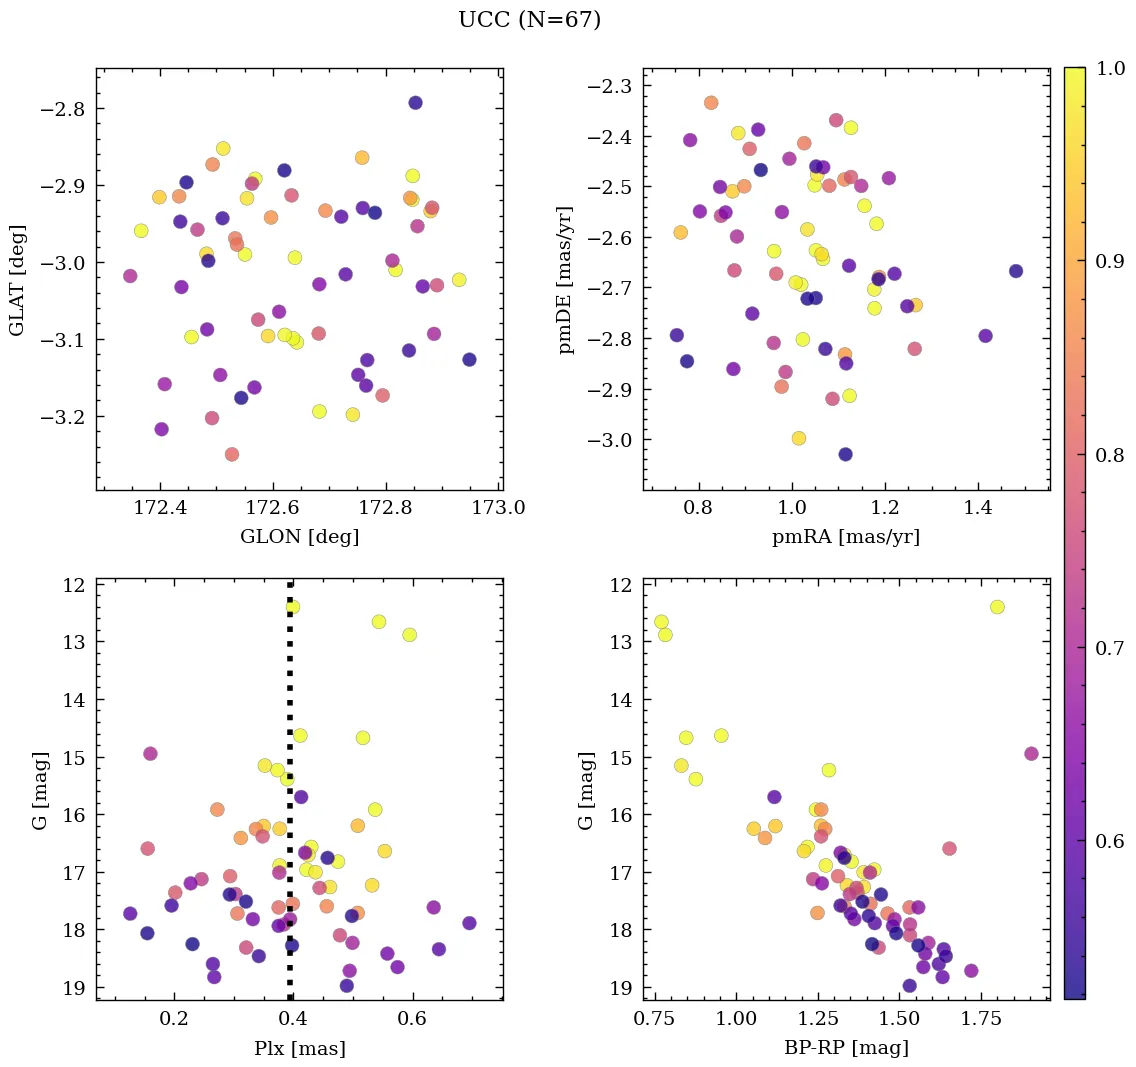 UCC (N=67)
−2.8
−2.9
−3.0
−3.1
−3.2
GLAT [deg]
172.4 172.6 172.8 173.0
GLON [deg]
−2.3
−2.4
−2.5
−2.6
−2.7
−2.8
−2.9
−3.0
pmDE [mas/yr]
0.8 1.0 1.2 1.4
pmRA [mas/yr]
12
13
14
15
16
17
18
19
G [mag]
0.2 0.4 0.6
Plx [mas]
12
13
14
15
16
17
18
19
G [mag]
0.75 1.00 1.25 1.50 1.75
BP-RP [mag]
1.0
0.9
0.8
0.7
0.6